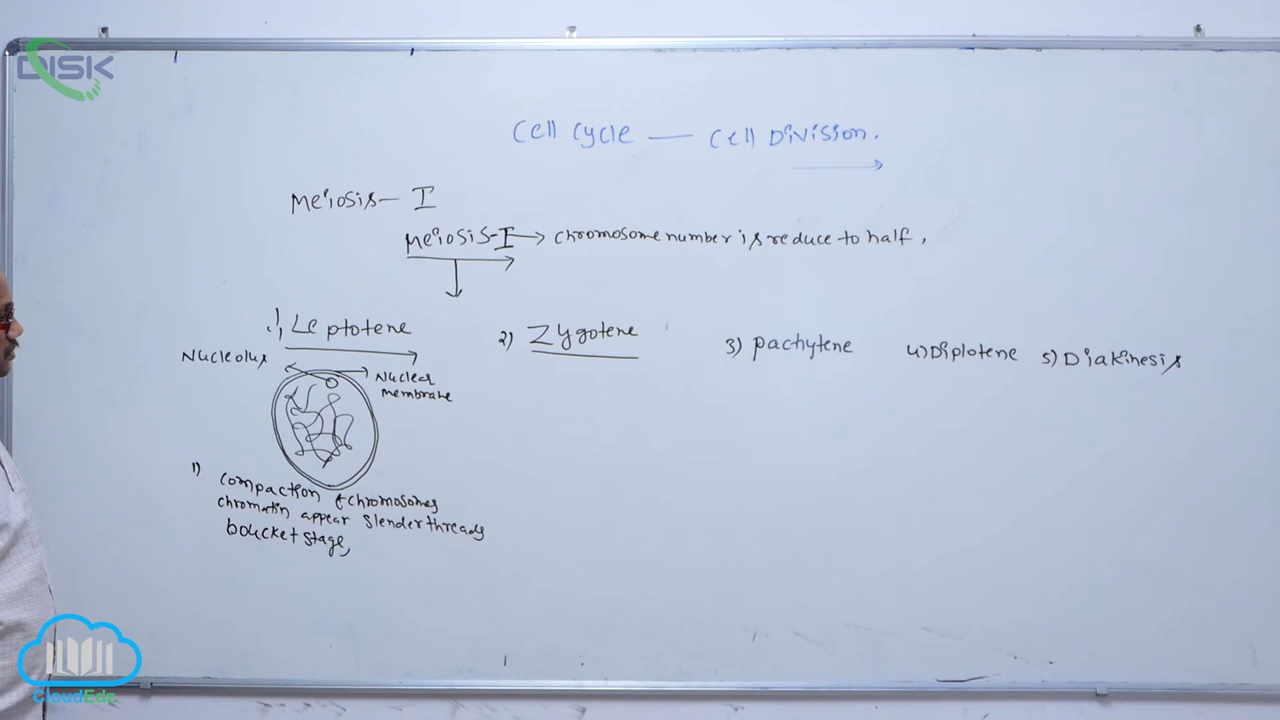 DISK
Cell Cycle — Cell Division.
Meiosis — I
Meiosis-I → chromosome number is reduce to half.
1) Leptotene
2) Zygotene
3) pachytene
4) Diplotene
5) Diakinesis
Nucleolus
Nuclear
membrane
1) compaction of chromosomes
chromatin appear slender threads
boucket stage,
CloudEdz